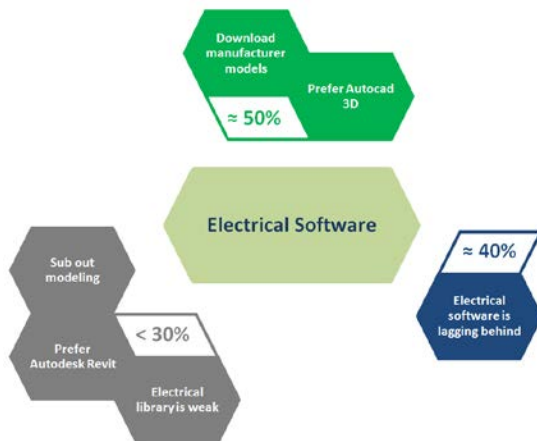 Download
manufacturer
models
Prefer Autocad
3D
≈ 50%
Electrical Software
≈ 40%
Electrical
software is
lagging behind
Sub out
modeling
Prefer
Autodesk Revit
< 30%
Electrical
library is weak